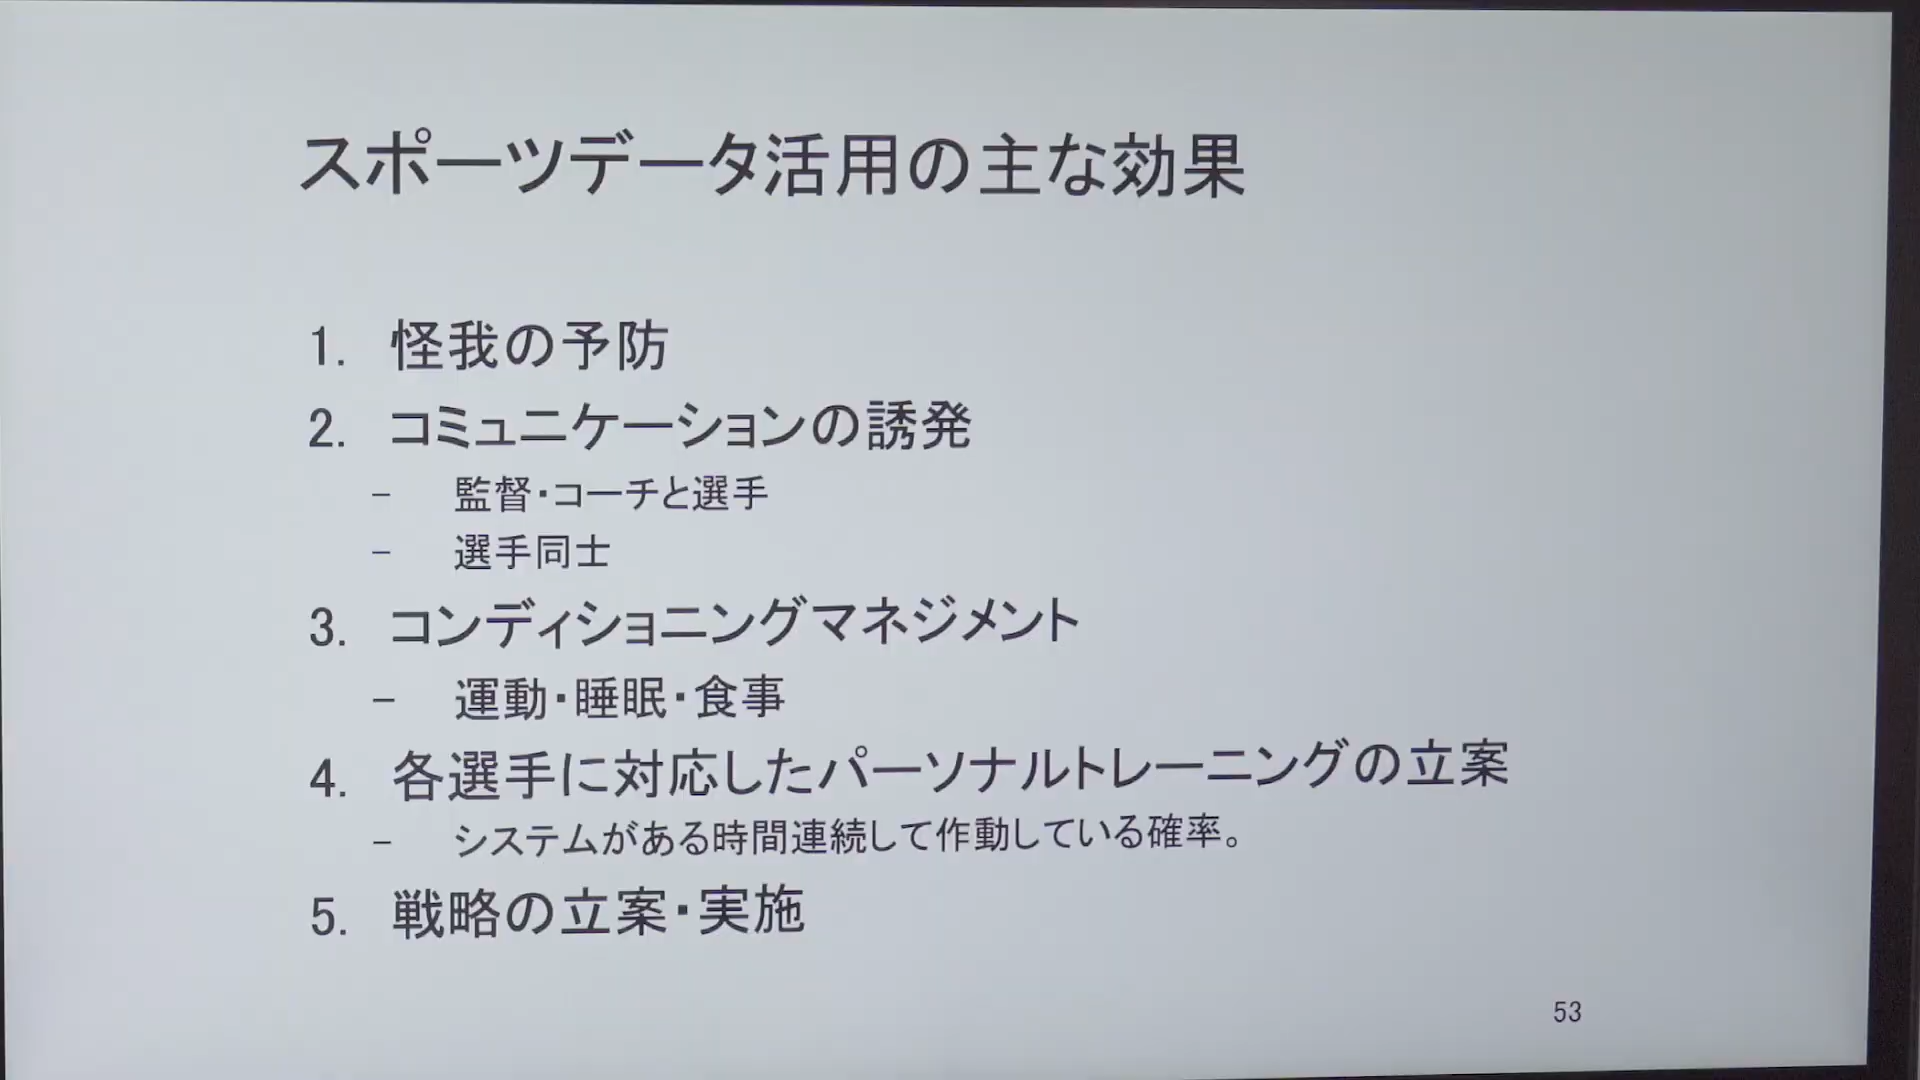 スポーツデータ活用の主な効果
1. 怪我の予防
2. コミュニケーションの誘発
– 監督・コーチと選手
– 選手同士
3. コンディショニングマネジメント
– 運動・睡眠・食事
4. 各選手に対応したパーソナルトレーニングの立案
– システムがある時間連続して作動している確率。
5. 戦略の立案・実施
53